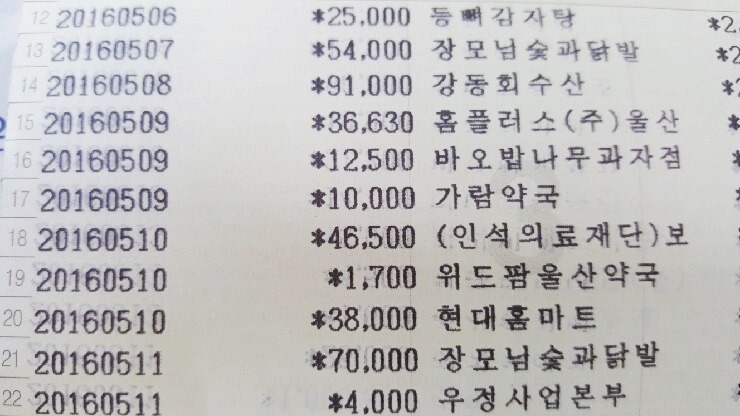 12 20160506 *25,000 등뼈감자탕 *2,
13 20160507 *54,000 장모님숯과닭발 *2
14 20160508 *91,000 강동회수산 *2
15 20160509 *36,630 홈플러스(주)울산 *
16 20160509 *12,500 바오밥나무과자점 *
17 20160509 *10,000 가람약국 *
18 20160510 *46,500 (인석의료재단)보 *
19 20160510 *1,700 위드팜울산약국 *
20 20160510 *38,000 현대홈마트 *
21 20160511 *70,000 장모님숯과닭발 *
22 20160511 *4,000 우정사업본부 *